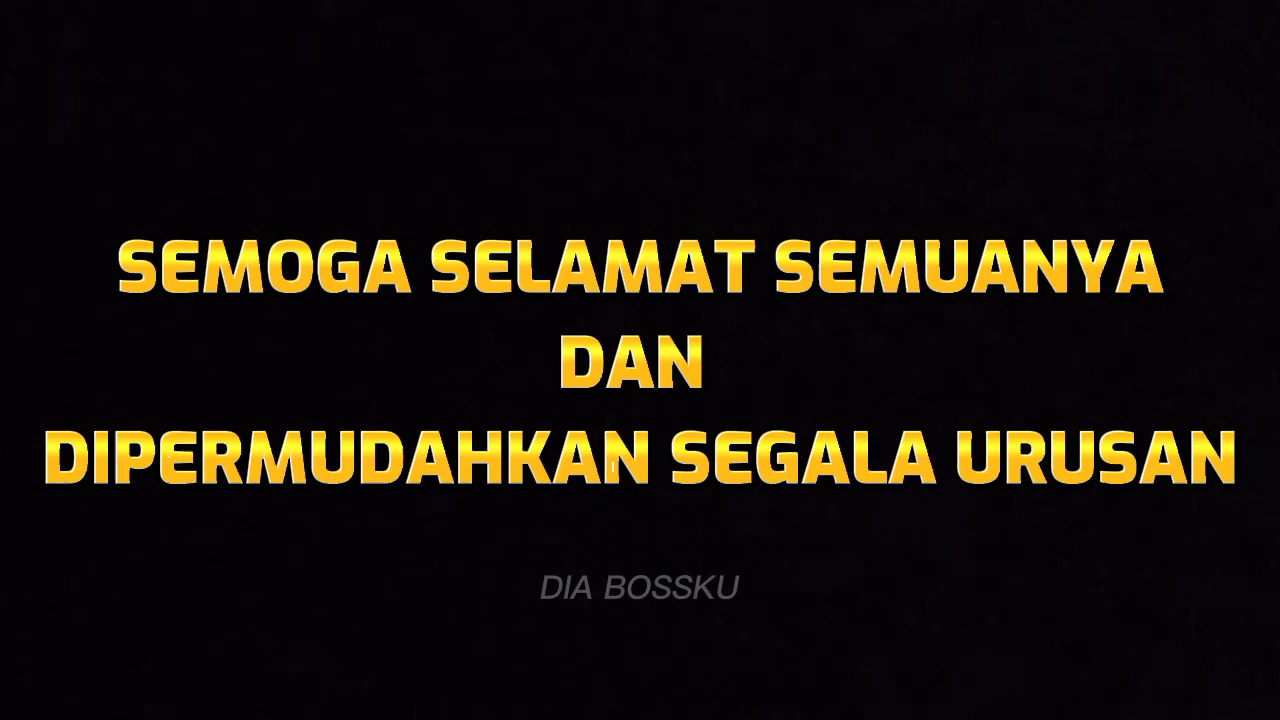 SEMOGA SELAMAT SEMUANYA
DAN
DIPERMUDAHKAN SEGALA URUSAN
DIA BOSSKU